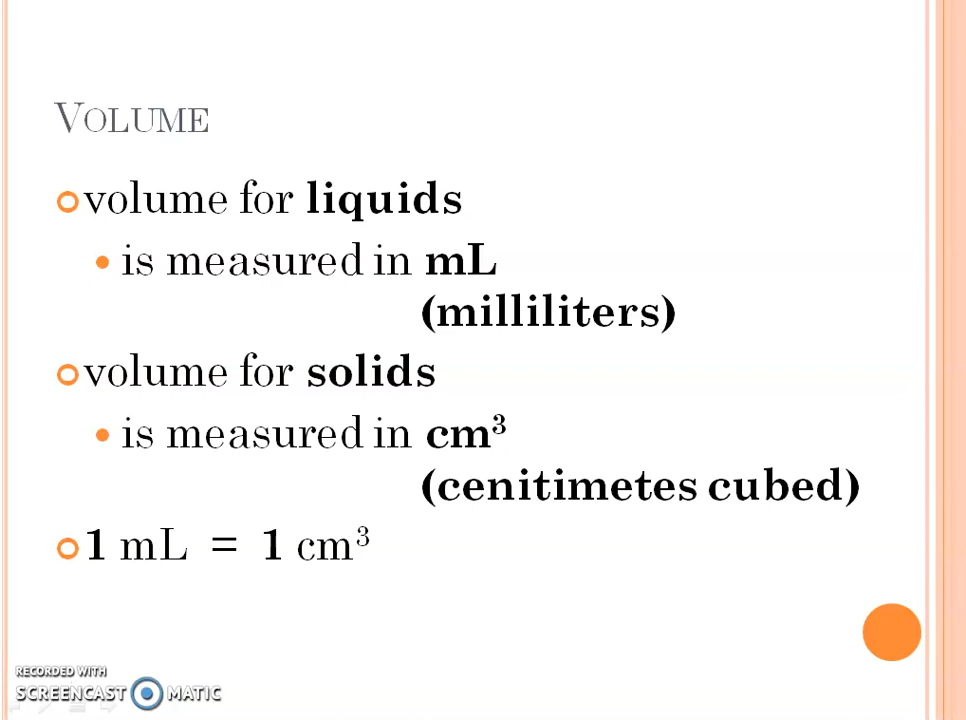 VOLUME
volume for liquids
is measured in mL
(milliliters)
volume for solids
is measured in cm³
(cenitimetes cubed)
1 mL = 1 cm³
RECORDED WITH
SCREENCAST MATIC